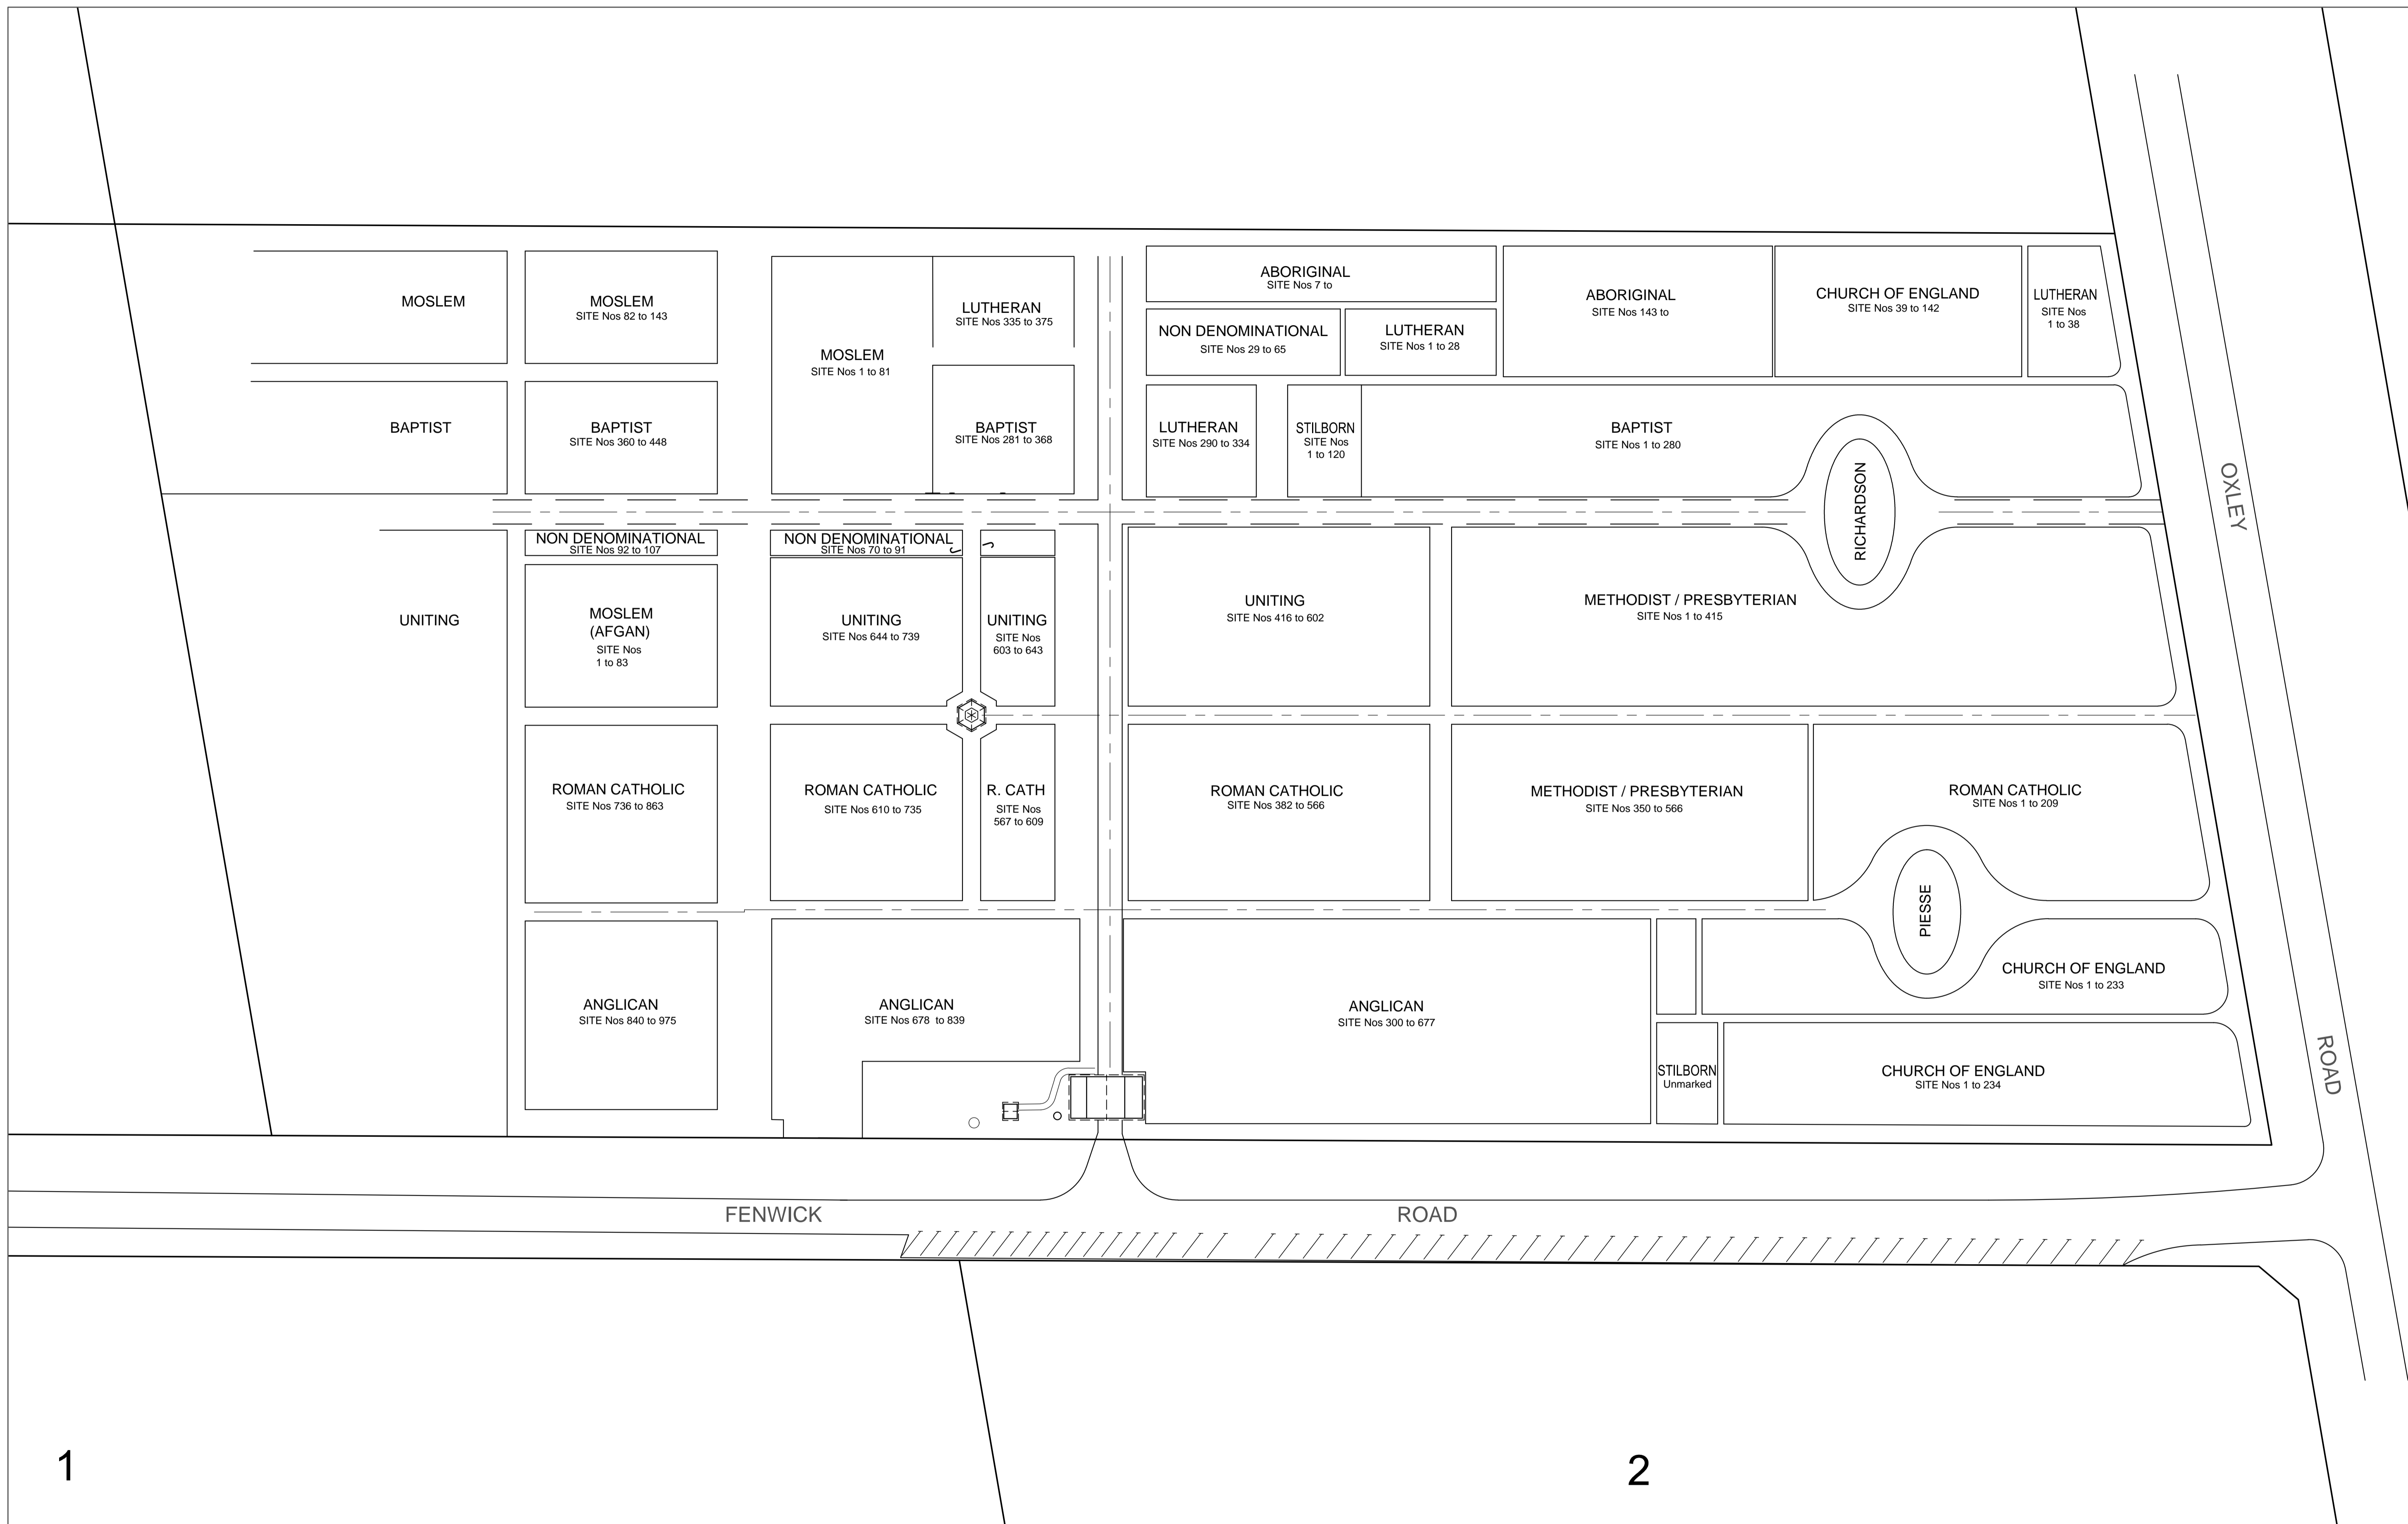 MOSLEM
MOSLEM
SITE Nos 82 to 143
MOSLEM
SITE Nos 1 to 81
LUTHERAN
SITE Nos 335 to 375
ABORIGINAL
SITE Nos 7 to
NON DENOMINATIONAL
SITE Nos 29 to 65
LUTHERAN
SITE Nos 1 to 28
ABORIGINAL
SITE Nos 143 to
CHURCH OF ENGLAND
SITE Nos 39 to 142
LUTHERAN
SITE Nos
1 to 38
BAPTIST
BAPTIST
SITE Nos 360 to 448
BAPTIST
SITE Nos 281 to 368
LUTHERAN
SITE Nos 290 to 334
STILBORN
SITE Nos
1 to 120
BAPTIST
SITE Nos 1 to 280
RICHARDSON
OXLEY
NON DENOMINATIONAL
SITE Nos 92 to 107
NON DENOMINATIONAL
SITE Nos 70 to 91
UNITING
MOSLEM
(AFGAN)
SITE Nos
1 to 83
UNITING
SITE Nos 644 to 739
UNITING
SITE Nos
603 to 643
UNITING
SITE Nos 416 to 602
METHODIST / PRESBYTERIAN
SITE Nos 1 to 415
ROMAN CATHOLIC
SITE Nos 736 to 863
ROMAN CATHOLIC
SITE Nos 610 to 735
R. CATH
SITE Nos
567 to 609
ROMAN CATHOLIC
SITE Nos 382 to 566
METHODIST / PRESBYTERIAN
SITE Nos 350 to 566
ROMAN CATHOLIC
SITE Nos 1 to 209
PIESSE
ANGLICAN
SITE Nos 840 to 975
ANGLICAN
SITE Nos 678 to 839
ANGLICAN
SITE Nos 300 to 677
CHURCH OF ENGLAND
SITE Nos 1 to 233
STILBORN
Unmarked
CHURCH OF ENGLAND
SITE Nos 1 to 234
ROAD
FENWICK
ROAD
1
2